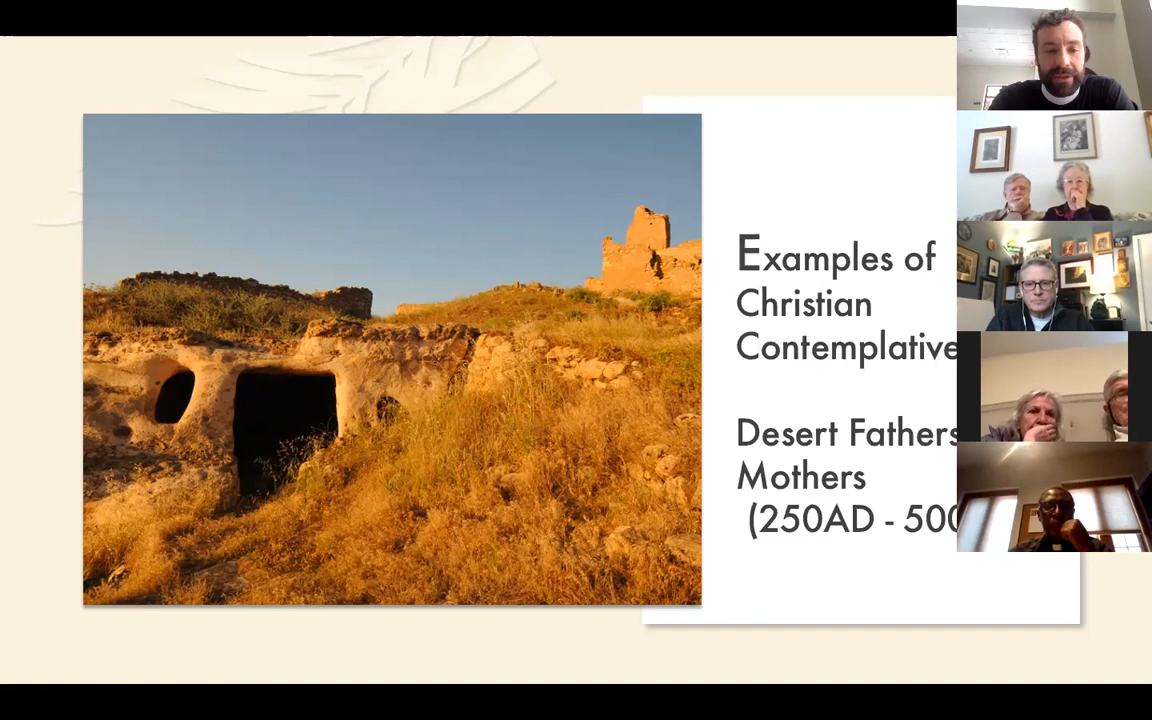 Examples of
Christian
Contemplative
Desert Fathers
Mothers
(250AD - 500